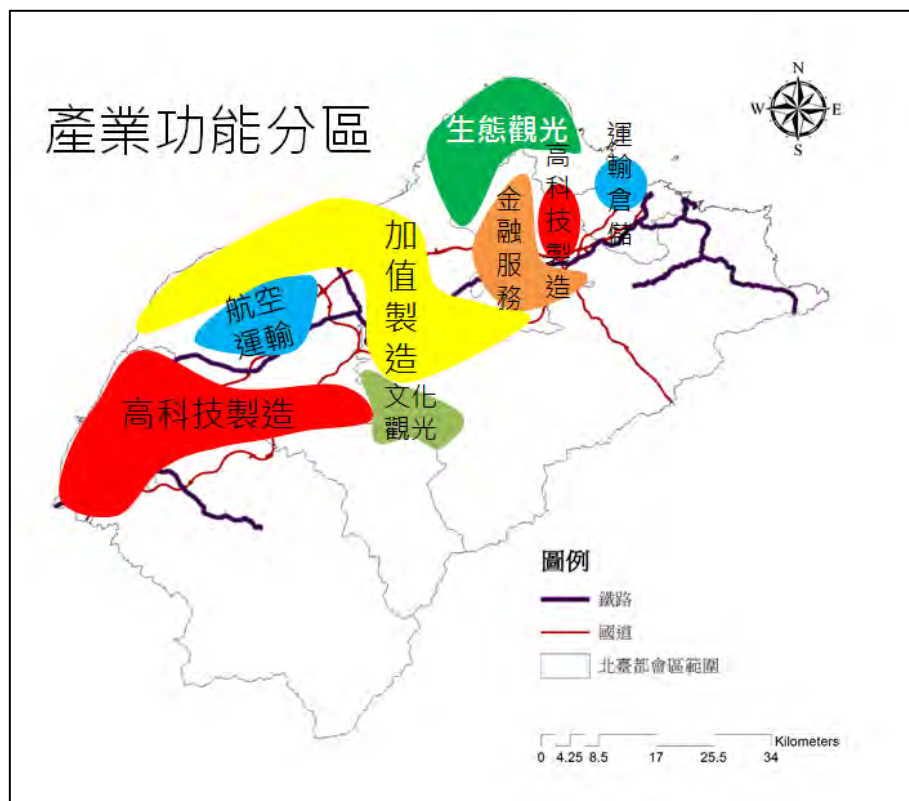 產業功能分區
N
W
E
S
生態觀光
運輸倉儲
高科技製造
金融服務
加值製造
航空
運輸
高科技製造
文化
觀光
圖例
鐵路
國道
北臺都會區範圍
Kilometers
0 4.25 8.5 17 25.5 34